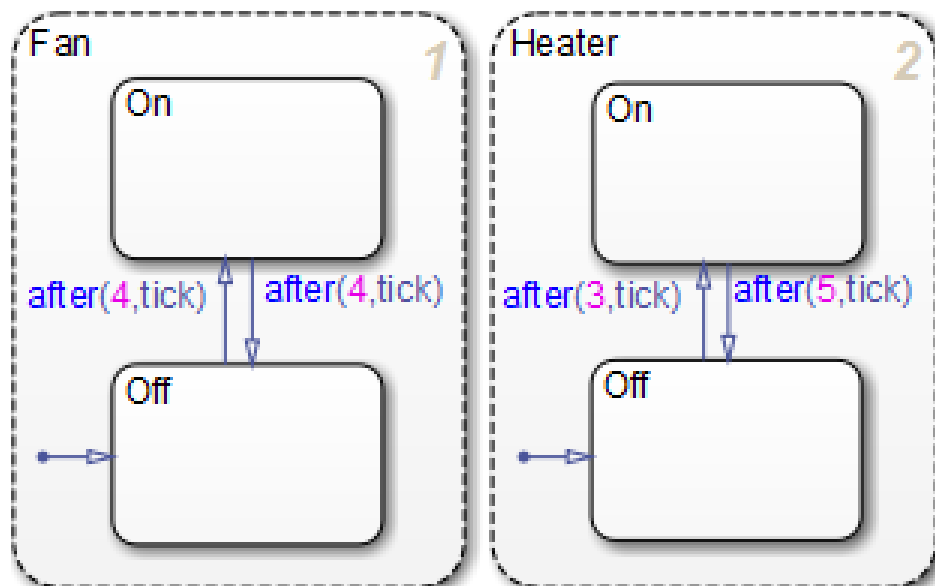 Fan
1
On
after(4,tick)
after(4,tick)
Off
Heater
2
On
after(3,tick)
after(5,tick)
Off